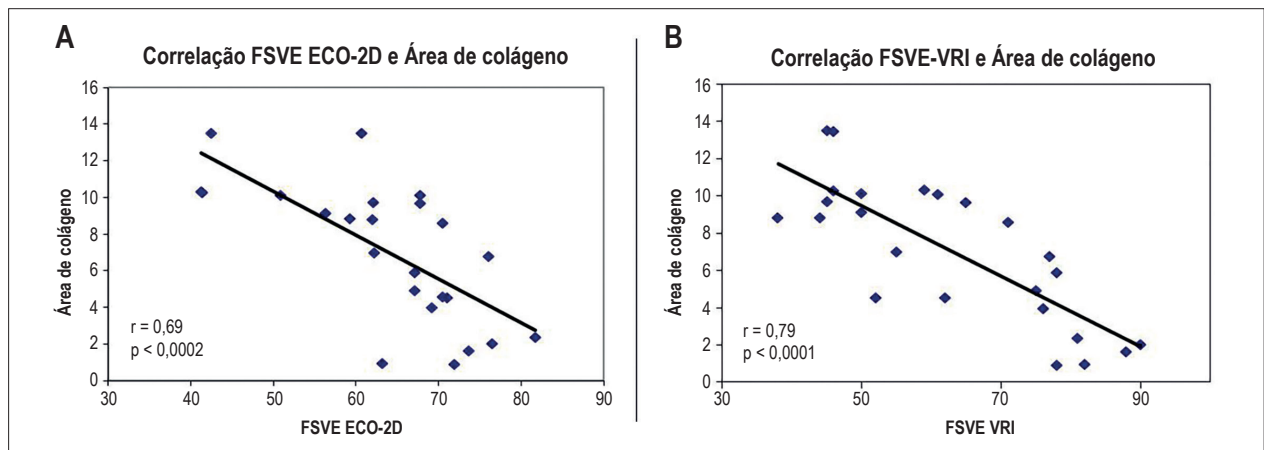 A
Correlação FSVE ECO-2D e Área de colágeno
Área de colágeno
16
14
12
10
8
6
4
2
0
r = 0,69
p < 0,0002
30 40 50 60 70 80 90
FSVE ECO-2D
B
Correlação FSVE-VRI e Área de colágeno
Área de colágeno
16
14
12
10
8
6
4
2
0
r = 0,79
p < 0,0001
30 50 70 90
FSVE VRI